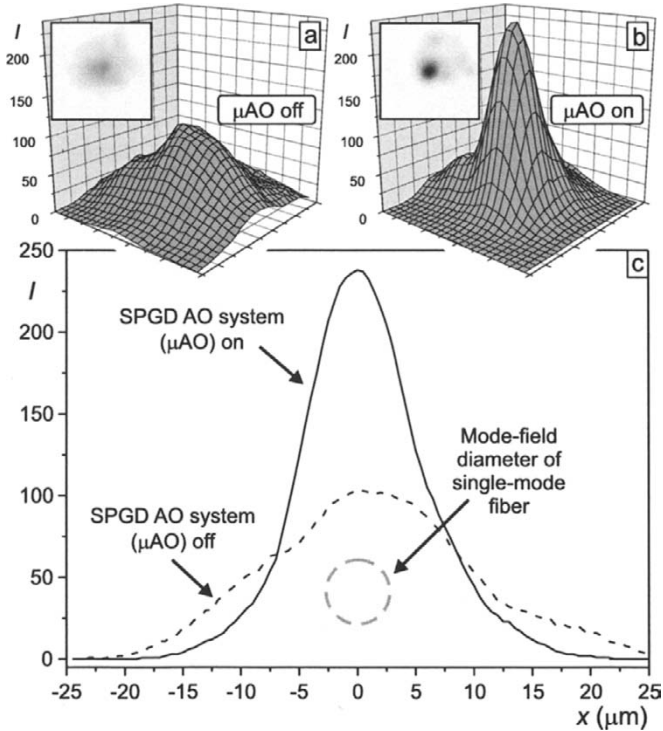 I
a
200
150
100
50
0
μAO off
I
b
200
150
100
50
0
μAO on
250
I
c
200
150
100
50
0
SPGD AO system
(μAO) on
SPGD AO system
(μAO) off
Mode-field
diameter of
single-mode
fiber
-25 -20 -15 -10 -5 0 5 10 15 20 25
x (μm)